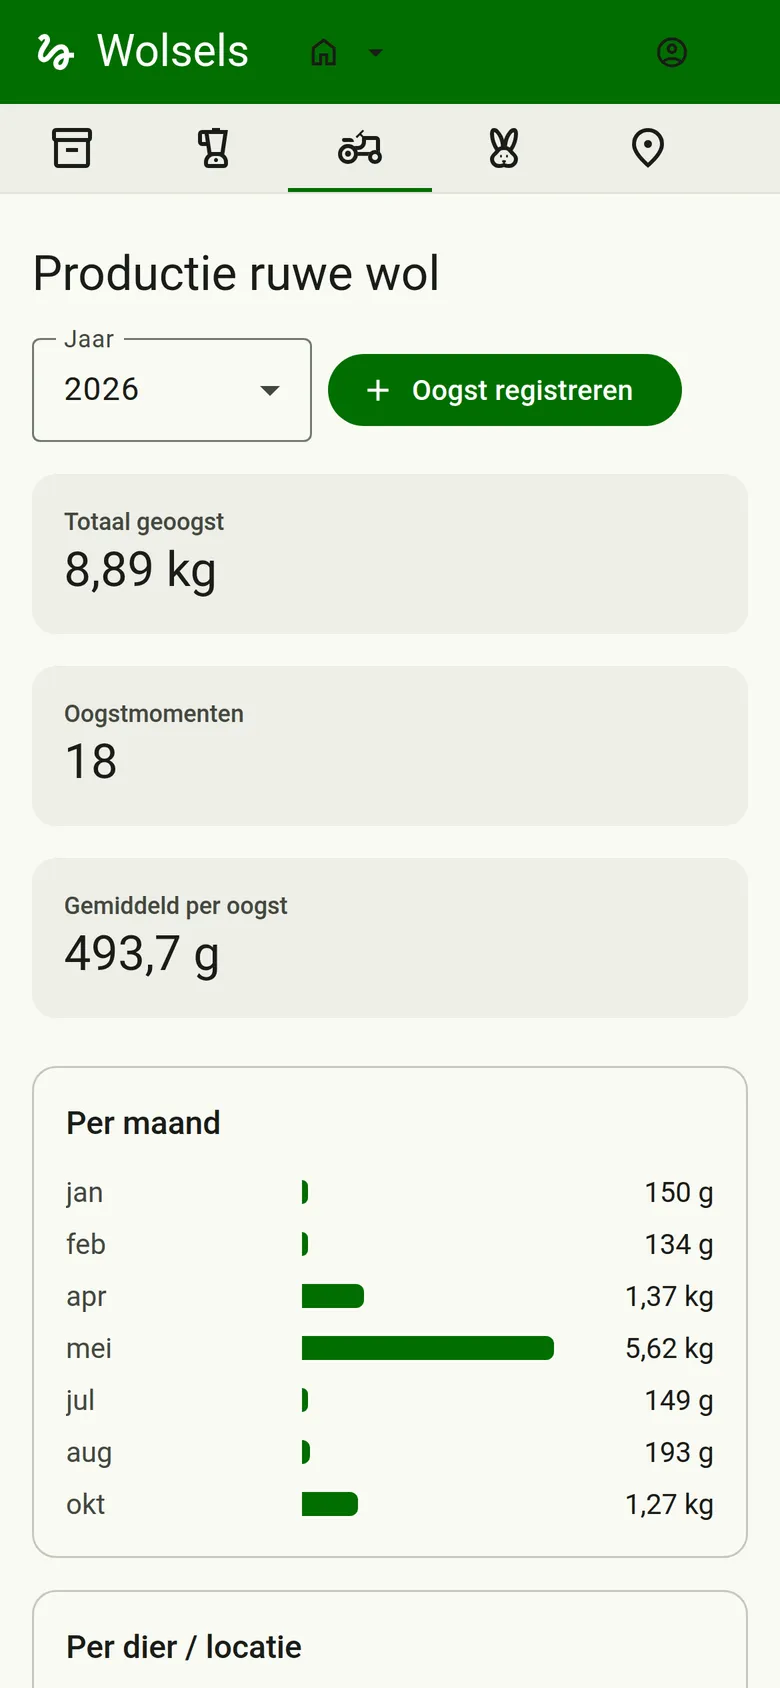 Wolsels
Productie ruwe wol
Jaar
2026
+ Oogst registreren
Totaal geoogst
8,89 kg
Oogstmomenten
18
Gemiddeld per oogst
493,7 g
Per maand
jan 150 g
feb 134 g
apr 1,37 kg
mei 5,62 kg
jul 149 g
aug 193 g
okt 1,27 kg
Per dier / locatie